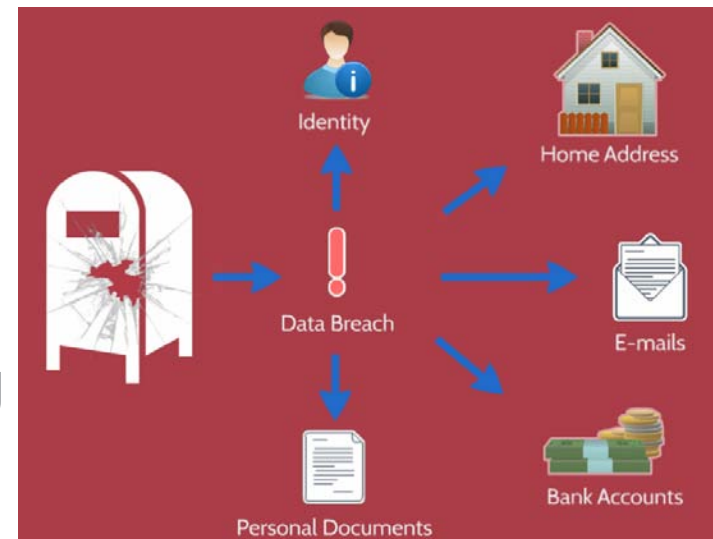 Identity
Home Address
Data Breach
E-mails
Bank Accounts
Personal Documents